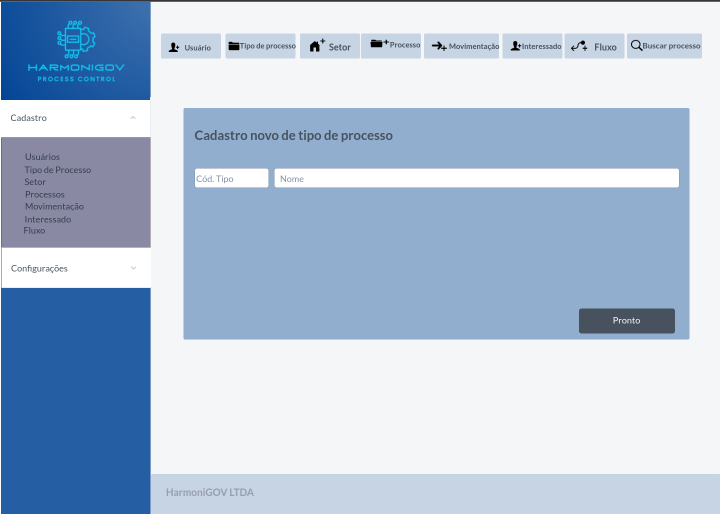 HARMONIGOV
PROCESS CONTROL
Usuário
Tipo de processo
Setor
Processo
Movimentação
Interessado
Fluxo
Buscar processo
Cadastro
Usuários
Tipo de Processo
Setor
Processos
Movimentação
Interessado
Fluxo
Configurações
Cadastro novo de tipo de processo
Cód. Tipo
Nome
Pronto
HarmoniGOV LTDA